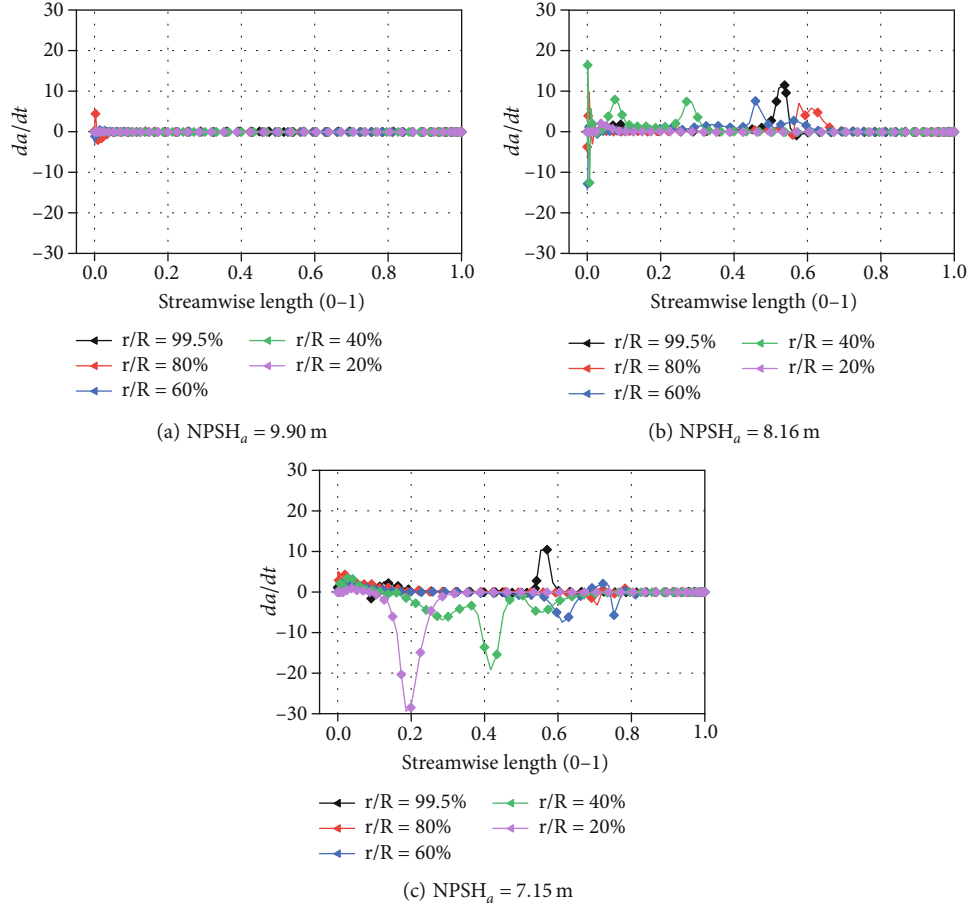 30
20
10
0
–10
–20
–30
da/dt
0.0 0.2 0.4 0.6 0.8 1.0
Streamwise length (0–1)
r/R = 99.5% r/R = 40%
r/R = 80% r/R = 20%
r/R = 60%
(a) NPSHₐ = 9.90 m
30
20
10
0
–10
–20
–30
da/dt
0.0 0.2 0.4 0.6 0.8 1.0
Streamwise length (0–1)
r/R = 99.5% r/R = 40%
r/R = 80% r/R = 20%
r/R = 60%
(b) NPSHₐ = 8.16 m
30
20
10
0
–10
–20
–30
da/dt
0.0 0.2 0.4 0.6 0.8 1.0
Streamwise length (0–1)
r/R = 99.5% r/R = 40%
r/R = 80% r/R = 20%
r/R = 60%
(c) NPSHₐ = 7.15 m